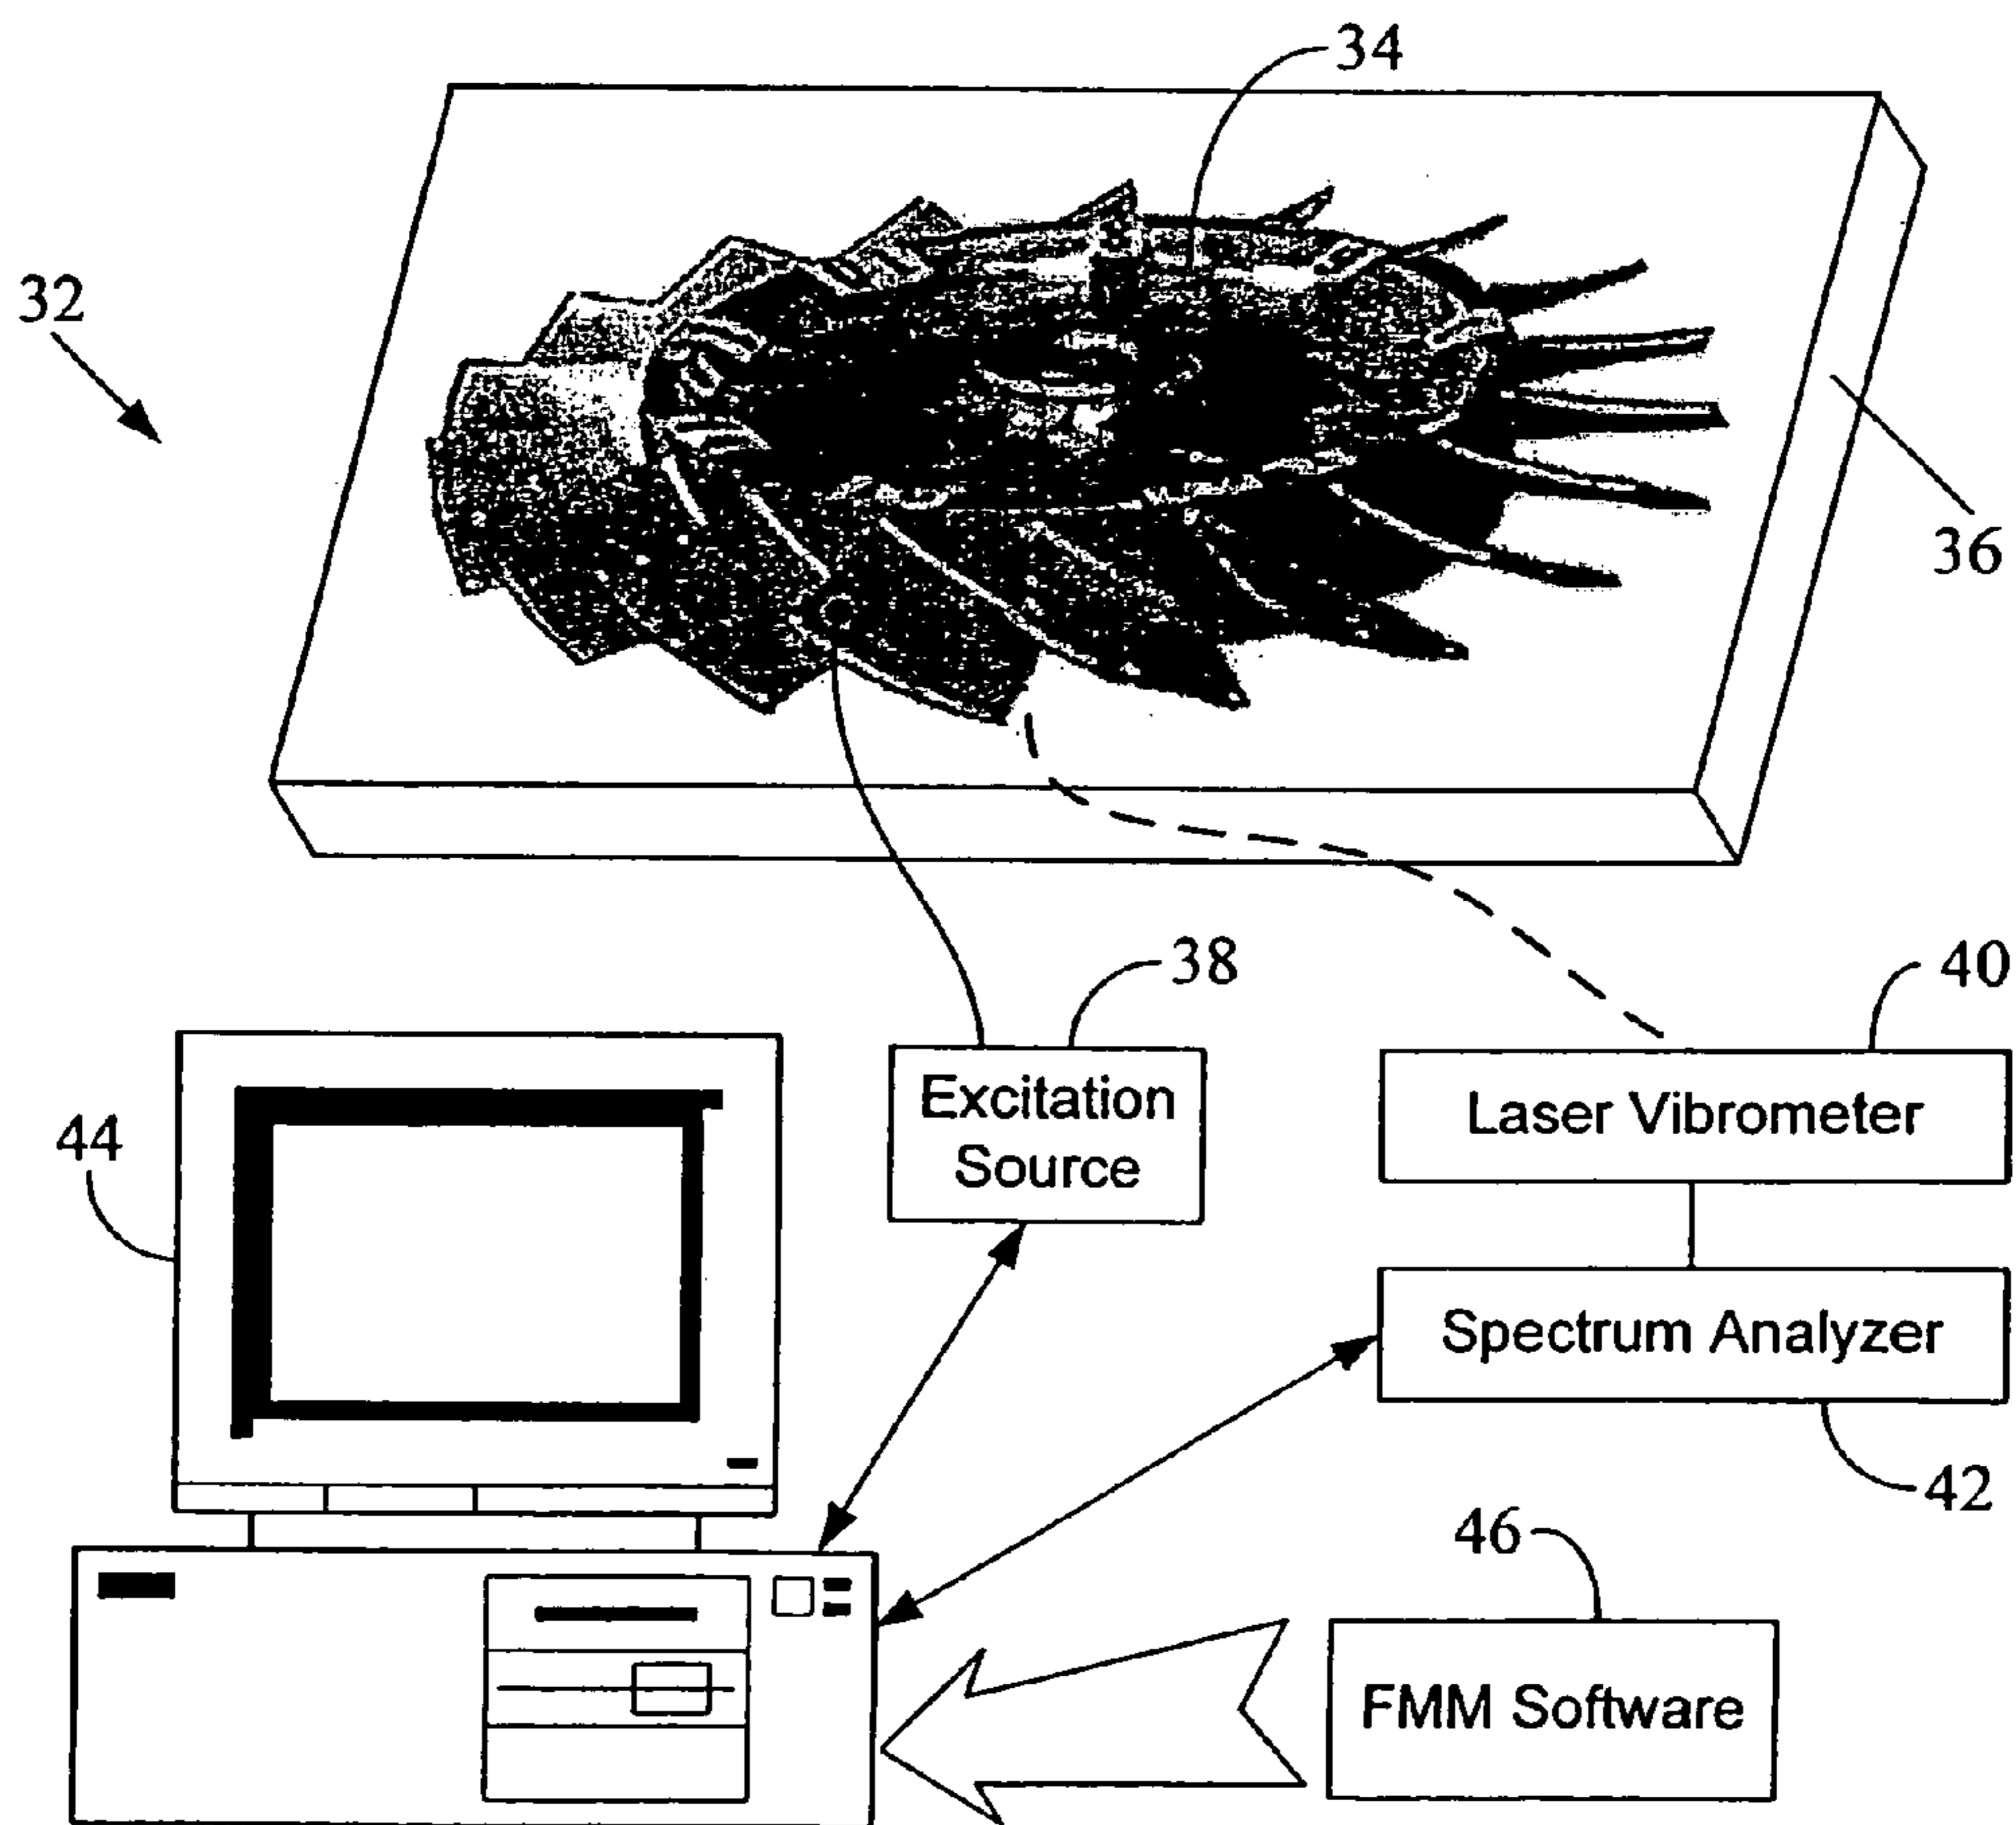 34
32
36
38
40
Excitation
Source
Laser Vibrometer
44
Spectrum Analyzer
42
46
FMM Software